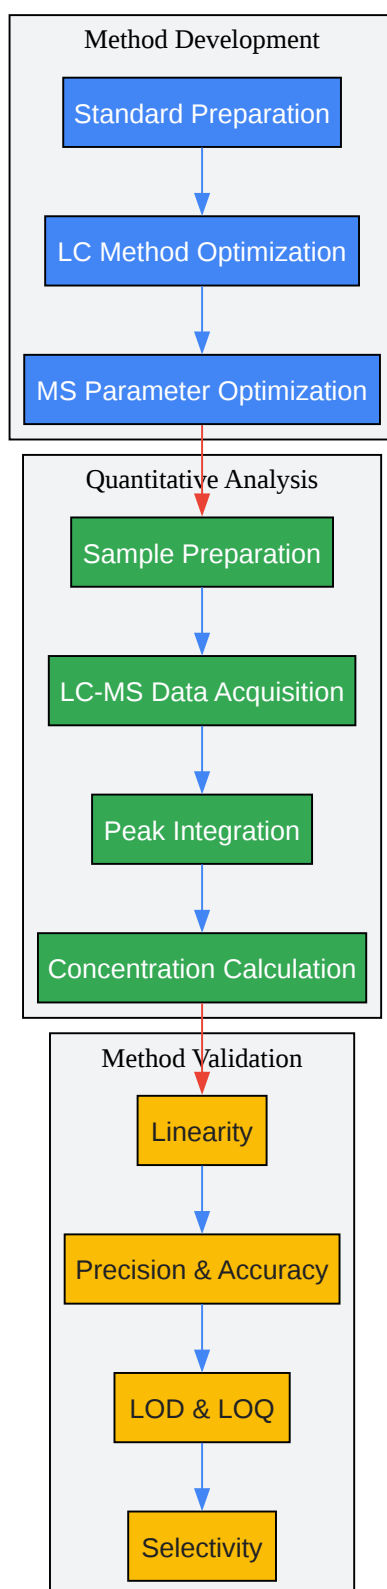 Method Development
Standard Preparation
LC Method Optimization
MS Parameter Optimization
Quantitative Analysis
Sample Preparation
LC-MS Data Acquisition
Peak Integration
Concentration Calculation
Method Validation
Linearity
Precision & Accuracy
LOD & LOQ
Selectivity